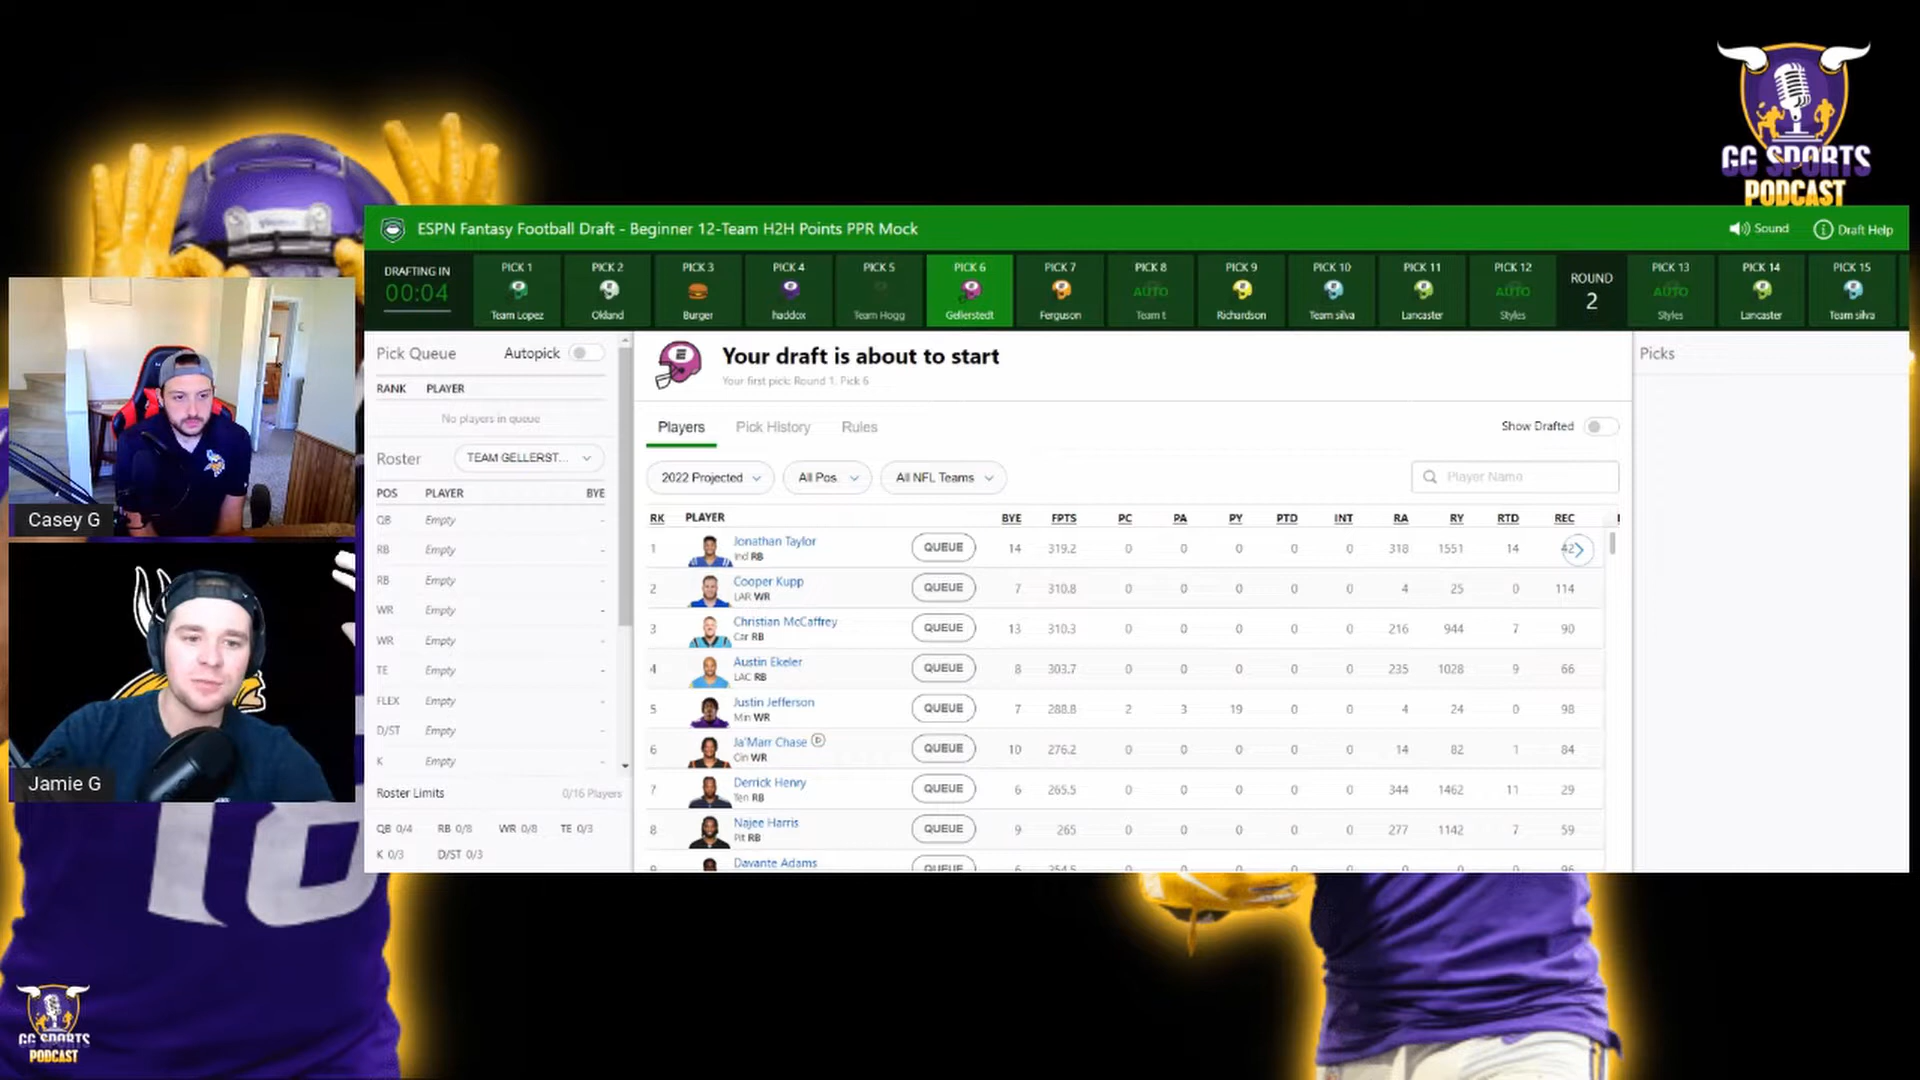 GG SPORTS
PODCAST
ESPN Fantasy Football Draft - Beginner 12-Team H2H Points PPR Mock
Sound
Draft Help
DRAFTING IN
00:04
PICK 1
Team Lopez
PICK 2
Okland
PICK 3
Burger
PICK 4
haddox
PICK 5
Team Hogg
PICK 6
Gellerstedt
PICK 7
Ferguson
PICK 8
AUTO
Team t
PICK 9
Richardson
PICK 10
Team silva
PICK 11
Lancaster
PICK 12
AUTO
Styles
ROUND
2
PICK 13
AUTO
Styles
PICK 14
Lancaster
PICK 15
Team silva
Pick Queue
Autopick
RANK PLAYER
No players in queue
Roster
TEAM GELLERST...
POS PLAYER BYE
QB Empty -
RB Empty -
RB Empty -
WR Empty -
WR Empty -
TE Empty -
FLEX Empty -
D/ST Empty -
K Empty -
Roster Limits 0/16 Players
QB 0/4 RB 0/8 WR 0/8 TE 0/3
K 0/3 D/ST 0/3
E
Your draft is about to start
Your first pick: Round 1, Pick 6
Players Pick History Rules
Show Drafted
2022 Projected All Pos All NFL Teams
Player Name
RK PLAYER BYE FPTS PC PA PY PTD INT RA RY RTD REC
1 Jonathan Taylor QUEUE 14 319.2 0 0 0 0 0 318 1551 14 42
Ind RB
2 Cooper Kupp QUEUE 7 310.8 0 0 0 0 0 4 25 0 114
LAR WR
3 Christian McCaffrey QUEUE 13 310.3 0 0 0 0 0 216 944 7 90
Car RB
4 Austin Ekeler QUEUE 8 303.7 0 0 0 0 0 235 1028 9 66
LAC RB
5 Justin Jefferson QUEUE 7 288.8 2 3 19 0 0 4 24 0 98
Min WR
6 Ja'Marr Chase QUEUE 10 276.2 0 0 0 0 0 14 82 1 84
Cin WR
7 Derrick Henry QUEUE 6 265.5 0 0 0 0 0 344 1462 11 29
Ten RB
8 Najee Harris QUEUE 9 265 0 0 0 0 0 277 1142 7 59
Pit RB
9 Davante Adams QUEUE 6 254.5 0 0 0 0 0 0 0 0 96
Picks
Casey G
Jamie G
18
GG SPORTS
PODCAST